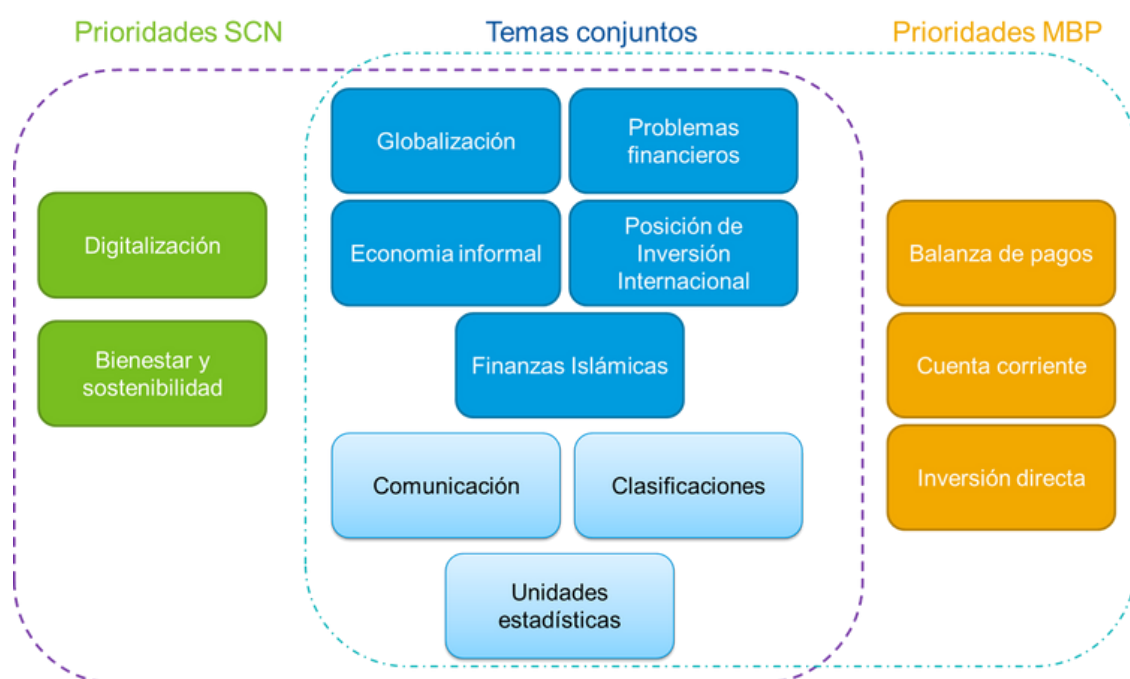 Prioridades SCN
Temas conjuntos
Prioridades MBP
Globalización
Problemas
financieros
Digitalización
Economia informal
Posición de
Inversión
Internacional
Balanza de pagos
Bienestar y
sostenibilidad
Finanzas Islámicas
Cuenta corriente
Comunicación
Clasificaciones
Inversión directa
Unidades
estadísticas